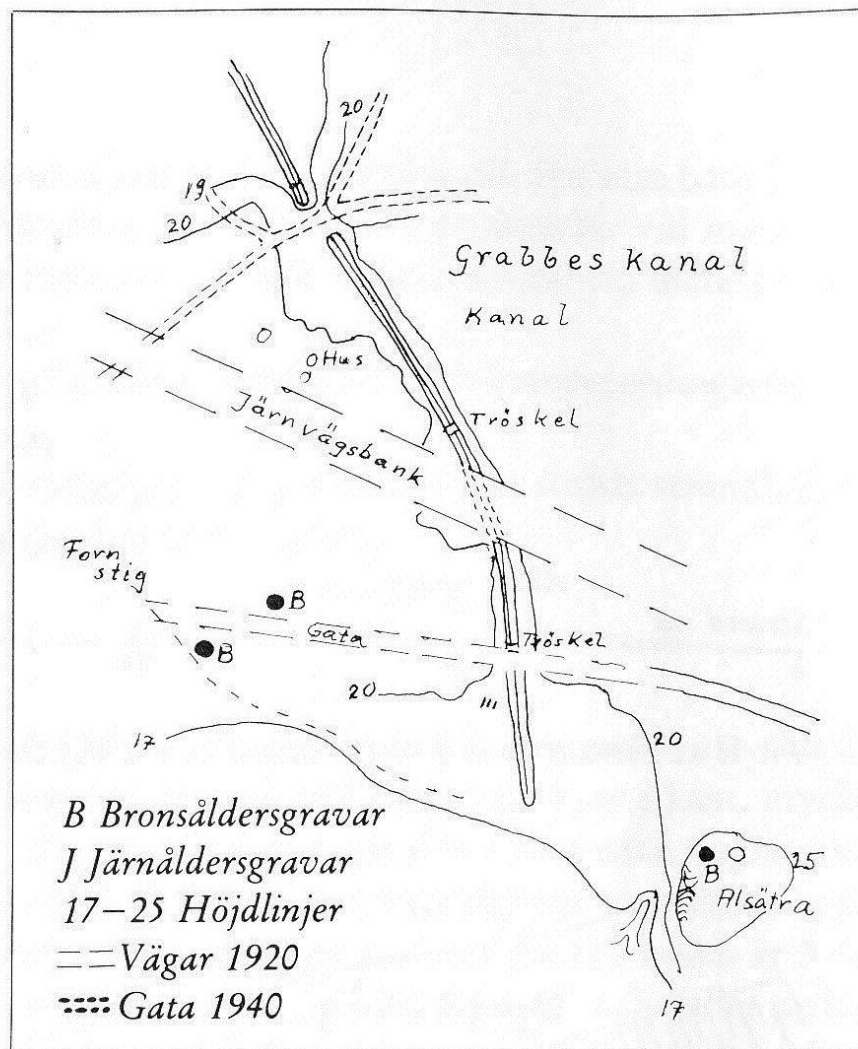 20
19
20
Grabbes Kanal
Kanal
Hus
Tröskel
Järnvägsbank
Forn
stig
B
Gata
Tröskel
B
20
17
20
25
B
Alsätra
17
B Bronsåldersgravar
J Järnåldersgravar
17–25 Höjdlinjer
Vägar 1920
Gata 1940